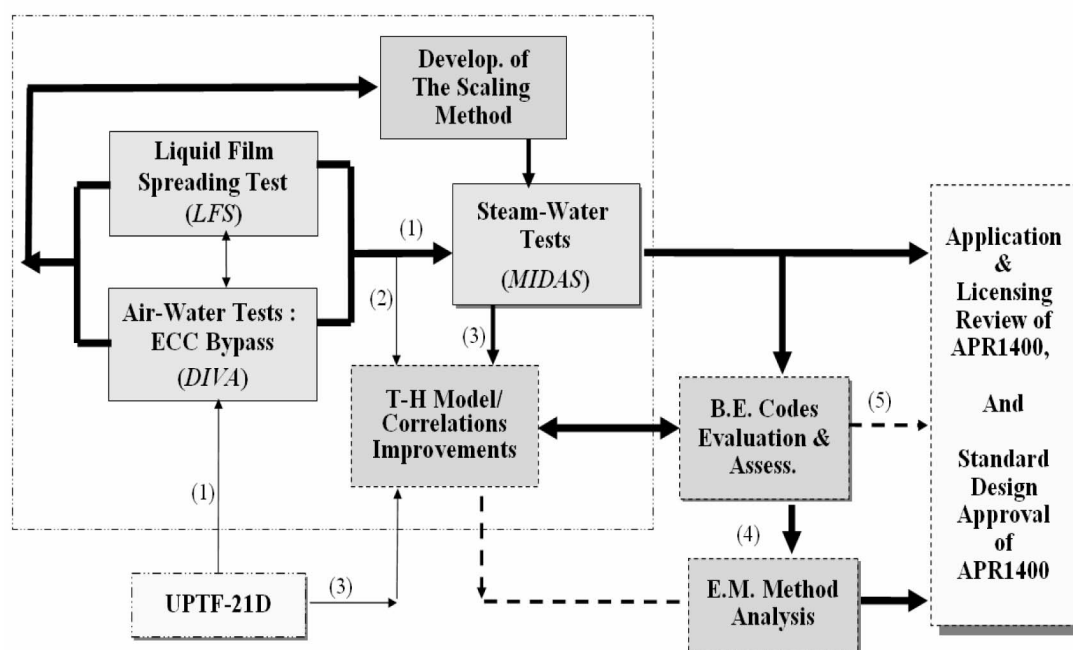 Develop. of
The Scaling
Method
Liquid Film
Spreading Test
(LFS)
(1)
Steam-Water
Tests
(MIDAS)
Application
&
Licensing
Review of
APR1400,
And
Standard
Design
Approval
of
APR1400
(2)
Air-Water Tests :
ECC Bypass
(DIVA)
(3)
T-H Model/
Correlations
Improvements
B.E. Codes
Evaluation &
Assess.
(5)
(1)
(4)
UPTF-21D
(3)
E.M. Method
Analysis